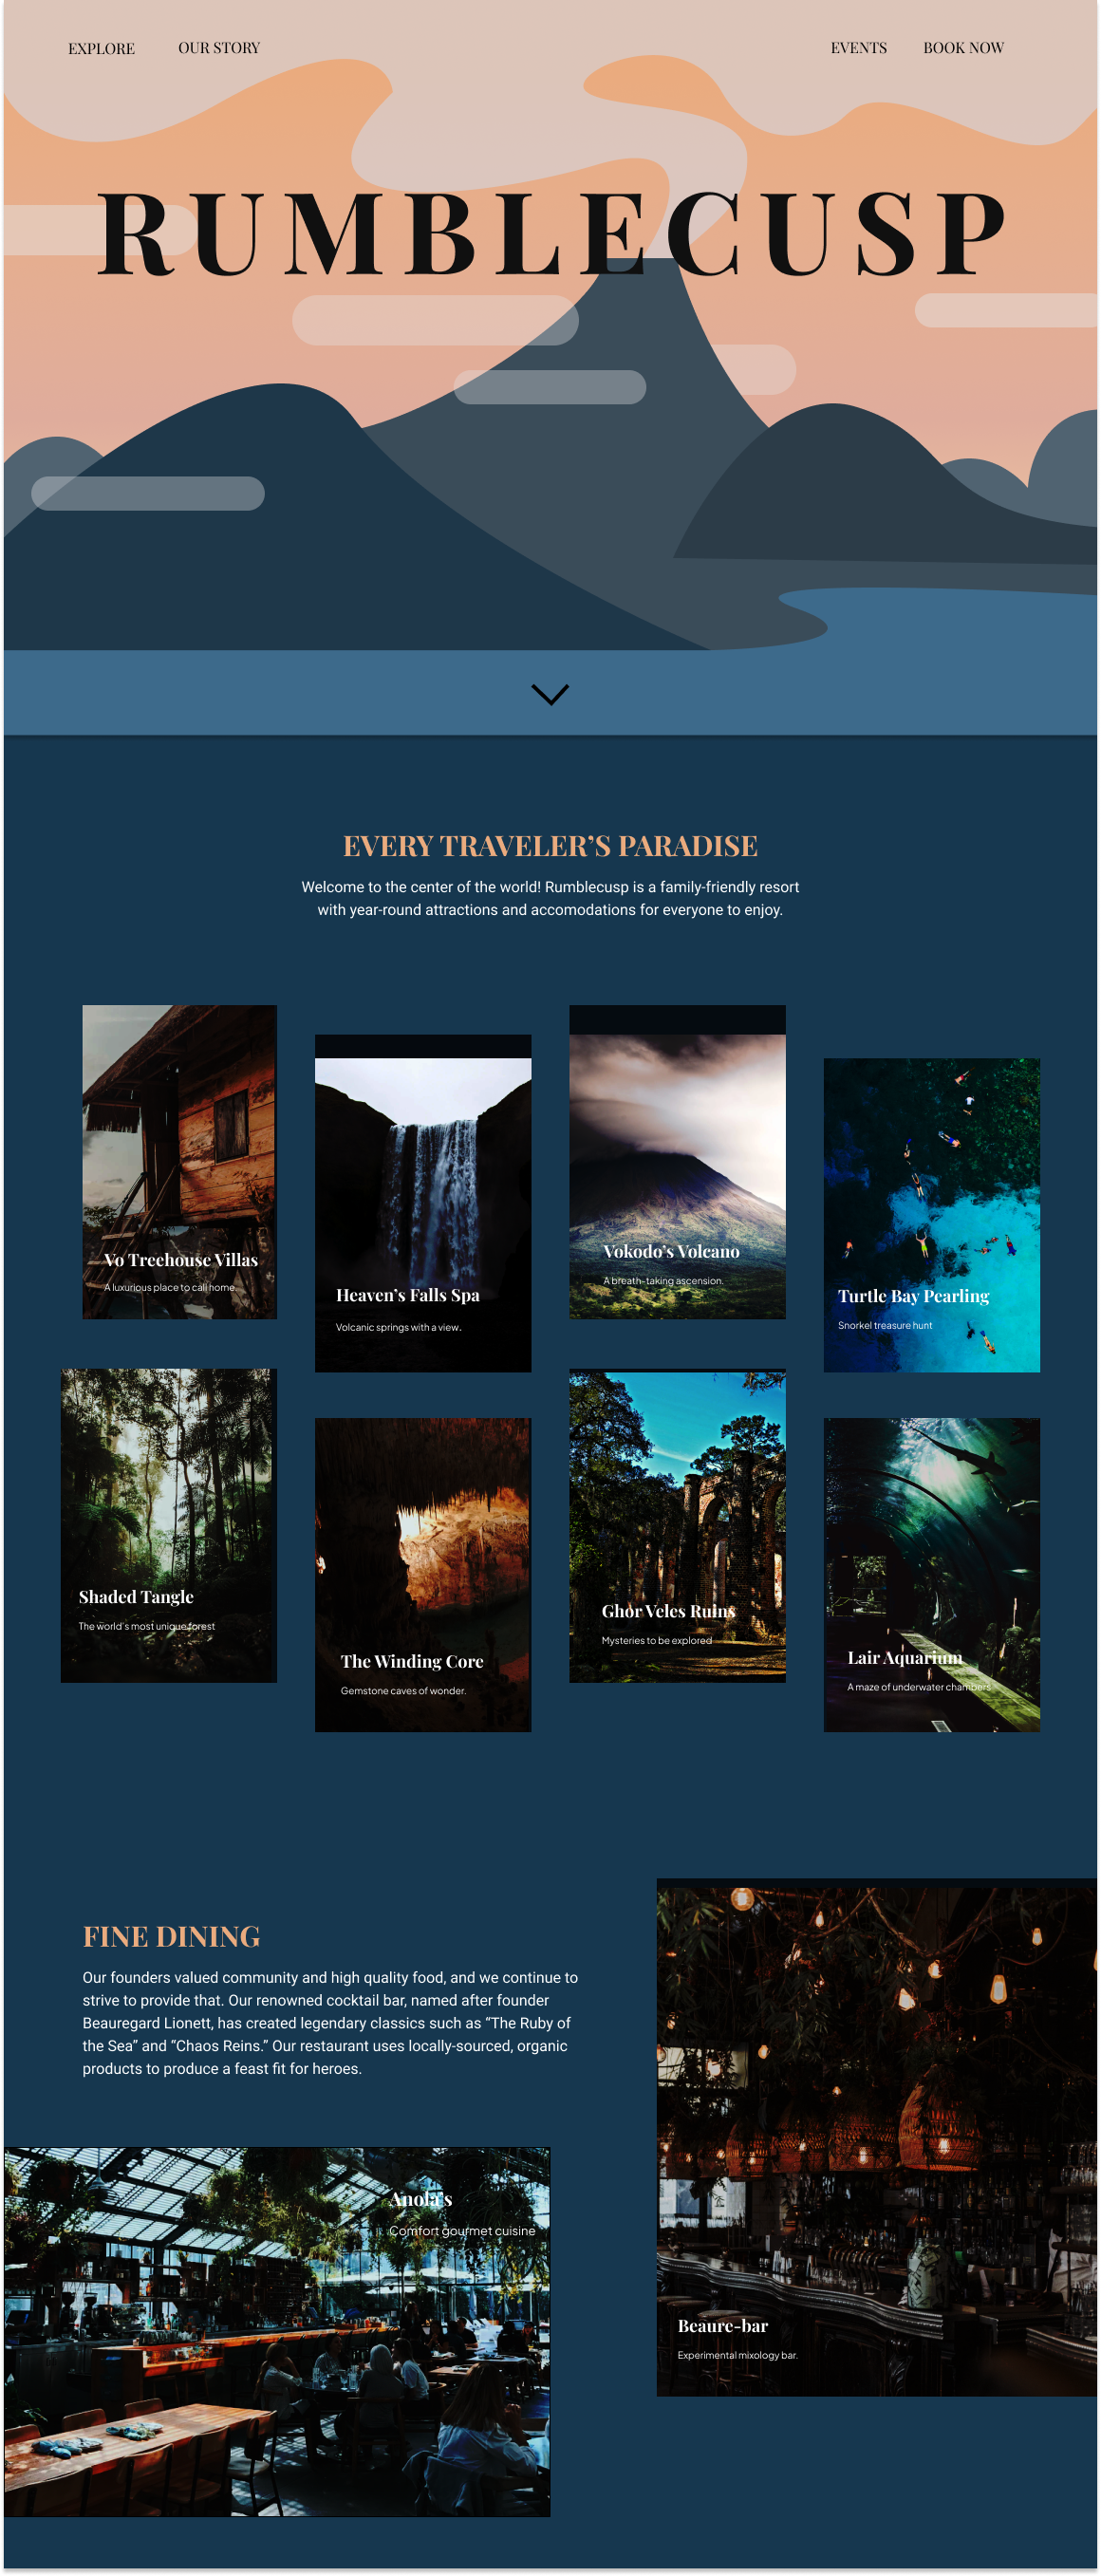 EXPLORE
OUR STORY
EVENTS
BOOK NOW
RUMBLECUSP
EVERY TRAVELER’S PARADISE
Welcome to the center of the world! Rumblecusp is a family-friendly resort
with year-round attractions and accomodations for everyone to enjoy.
Vo Treehouse Villas
A luxurious place to call home.
Heaven’s Falls Spa
Volcanic springs with a view.
Vokodo’s Volcano
A breath-taking ascension.
Turtle Bay Pearling
Snorkel treasure hunt
Shaded Tangle
The world’s most unique forest
The Winding Core
Gemstone caves of wonder.
Ghor Veles Ruins
Mysteries to be explored
Lair Aquarium
A maze of underwater chambers
FINE DINING
Our founders valued community and high quality food, and we continue to
strive to provide that. Our renowned cocktail bar, named after founder
Beauregard Lionett, has created legendary classics such as “The Ruby of
the Sea” and “Chaos Reins.” Our restaurant uses locally-sourced, organic
products to produce a feast fit for heroes.
Anola’s
Comfort gourmet cuisine
Beaure-bar
Experimental mixology bar.